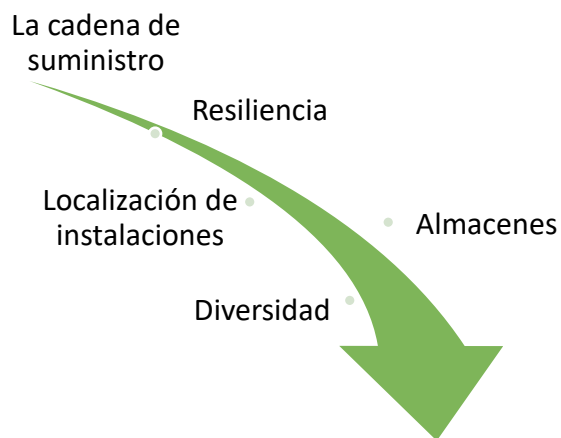 La cadena de
suministro
Resiliencia
Localización de
instalaciones
Almacenes
Diversidad